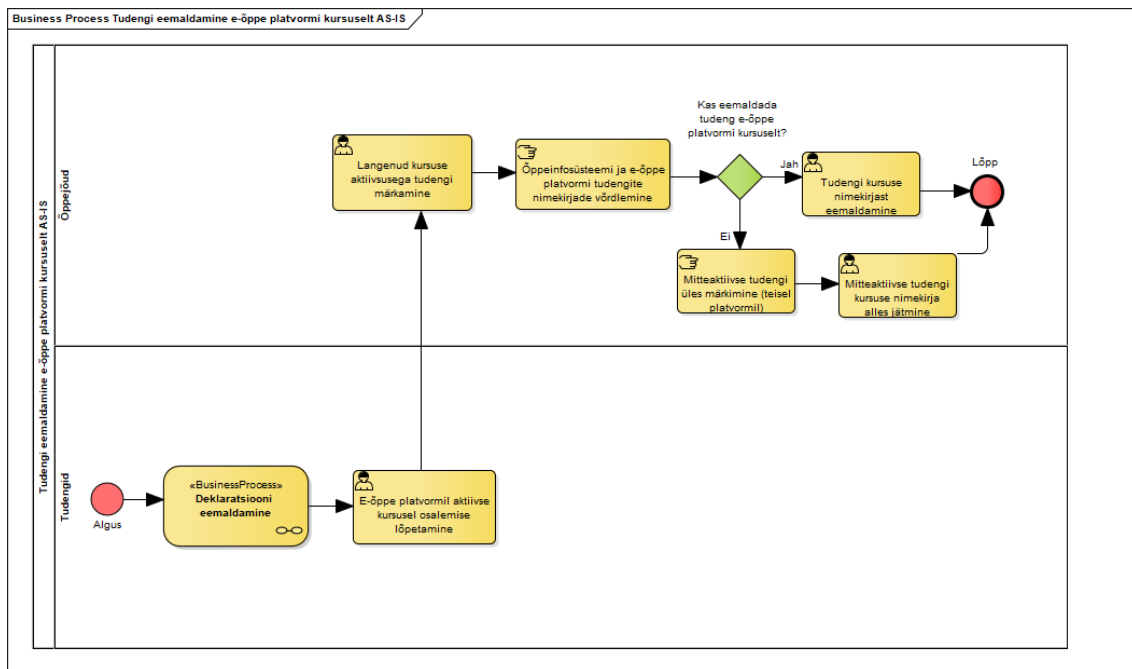 Business Process Tudengi eemaldamine e-õppe platvormi kursuselt AS-IS
Tudengi eemaldamine e-õppe platvormi kursuselt AS-IS
Õppejõud
Langenud kursuse
aktiivsusega tudengi
märkamine
Õppeinfosüsteemi ja e-õppe
platvormi tudengite
nimekirjade võrdlemine
Kas eemaldada
tudeng e-õppe
platvormi kursuselt?
Jah
Tudengi kursuse
nimekirjast
eemaldamine
Lõpp
Ei
Mitteaktiivse tudengi
üles märkimine (teisel
platvormil)
Mitteaktiivse tudengi
kursuse nimekirja
alles jätmine
Tudengid
Algus
«BusinessProcess»
Deklaratsiooni
eemaldamine
E-õppe platvormil aktiivse
kursusel osalemise
lõpetamine